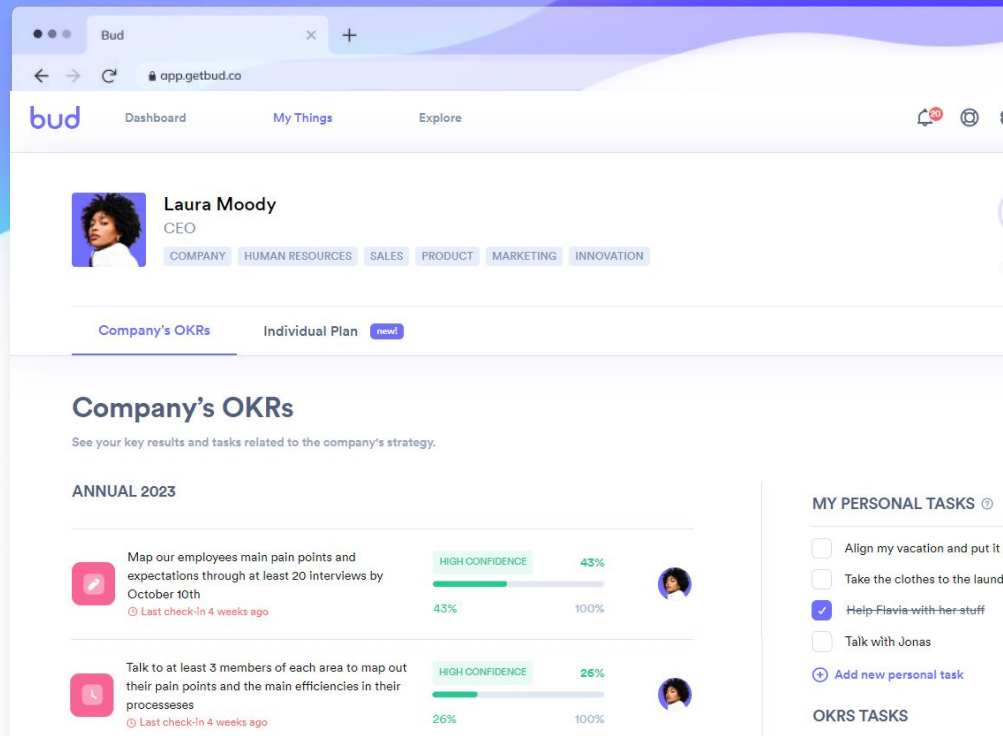 Bud
app.getbud.co
bud
Dashboard
My Things
Explore
20
Laura Moody
CEO
COMPANY
HUMAN RESOURCES
SALES
PRODUCT
MARKETING
INNOVATION
Company's OKRs
Individual Plan
new!
Company's OKRs
See your key results and tasks related to the company's strategy.
ANNUAL 2023
Map our employees main pain points and
expectations through at least 20 interviews by
October 10th
Last check-in 4 weeks ago
HIGH CONFIDENCE
43%
43%
100%
Talk to at least 3 members of each area to map out
their pain points and the main efficiencies in their
processeses
Last check-in 4 weeks ago
HIGH CONFIDENCE
26%
26%
100%
MY PERSONAL TASKS
Align my vacation and put it
Take the clothes to the laund
Help Flavia with her stuff
Talk with Jonas
Add new personal task
OKRS TASKS